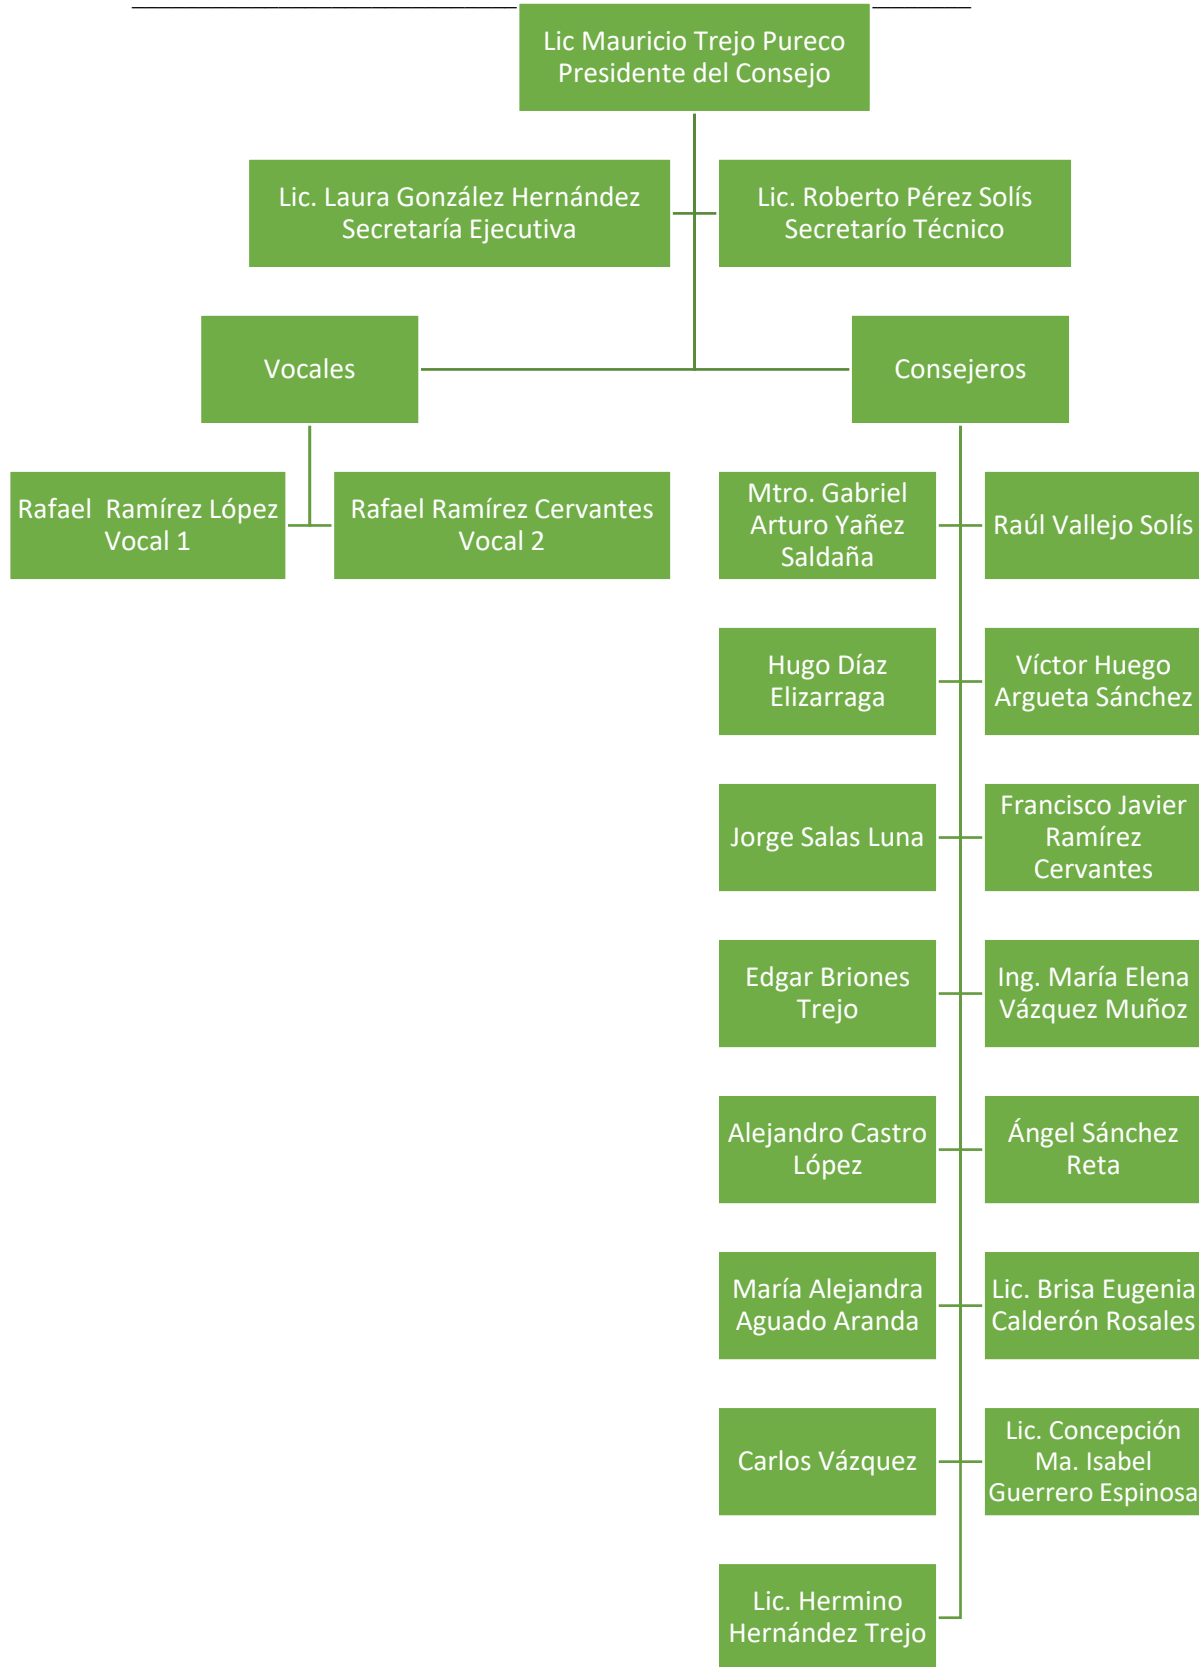 Lic Mauricio Trejo Pureco
Presidente del Consejo
Lic. Laura González Hernández
Secretaría Ejecutiva
Lic. Roberto Pérez Solís
Secretarío Técnico
Vocales
Consejeros
Rafael  Ramírez López
Vocal 1
Rafael Ramírez Cervantes
Vocal 2
Mtro. Gabriel
Arturo Yañez
Saldaña
Raúl Vallejo Solís
Hugo Díaz
Elizarraga
Víctor Huego
Argueta Sánchez
Jorge Salas Luna
Francisco Javier
Ramírez
Cervantes
Edgar Briones
Trejo
Ing. María Elena
Vázquez Muñoz
Alejandro Castro
López
Ángel Sánchez
Reta
María Alejandra
Aguado Aranda
Lic. Brisa Eugenia
Calderón Rosales
Carlos Vázquez
Lic. Concepción
Ma. Isabel
Guerrero Espinosa
Lic. Hermino
Hernández Trejo